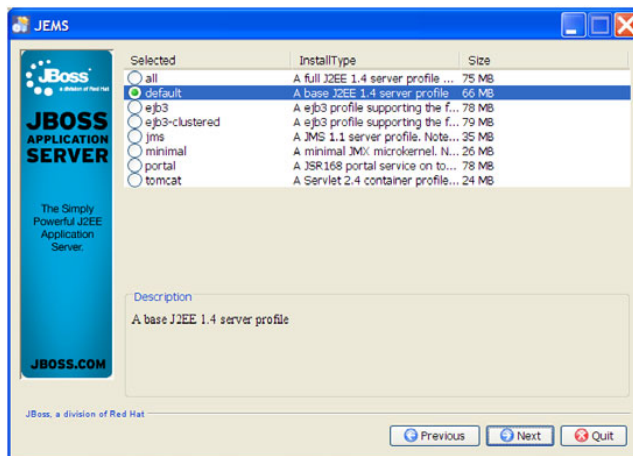 JEMS
JBoss
a division of Red Hat
JBOSS
APPLICATION
SERVER
The Simply
Powerful J2EE
Application
Server.
JBOSS.COM
Selected InstallType Size
all A full J2EE 1.4 server profile ... 75 MB
default A base J2EE 1.4 server profile 66 MB
ejb3 A ejb3 profile supporting the f... 78 MB
ejb3-clustered A ejb3 profile supporting the f... 79 MB
jms A JMS 1.1 server profile. Note... 35 MB
minimal A minimal JMX microkernel. N... 26 MB
portal A JSR168 portal service on to... 78 MB
tomcat A Servlet 2.4 container profile... 24 MB
Description
A base J2EE 1.4 server profile
JBoss, a division of Red Hat
Previous Next Quit